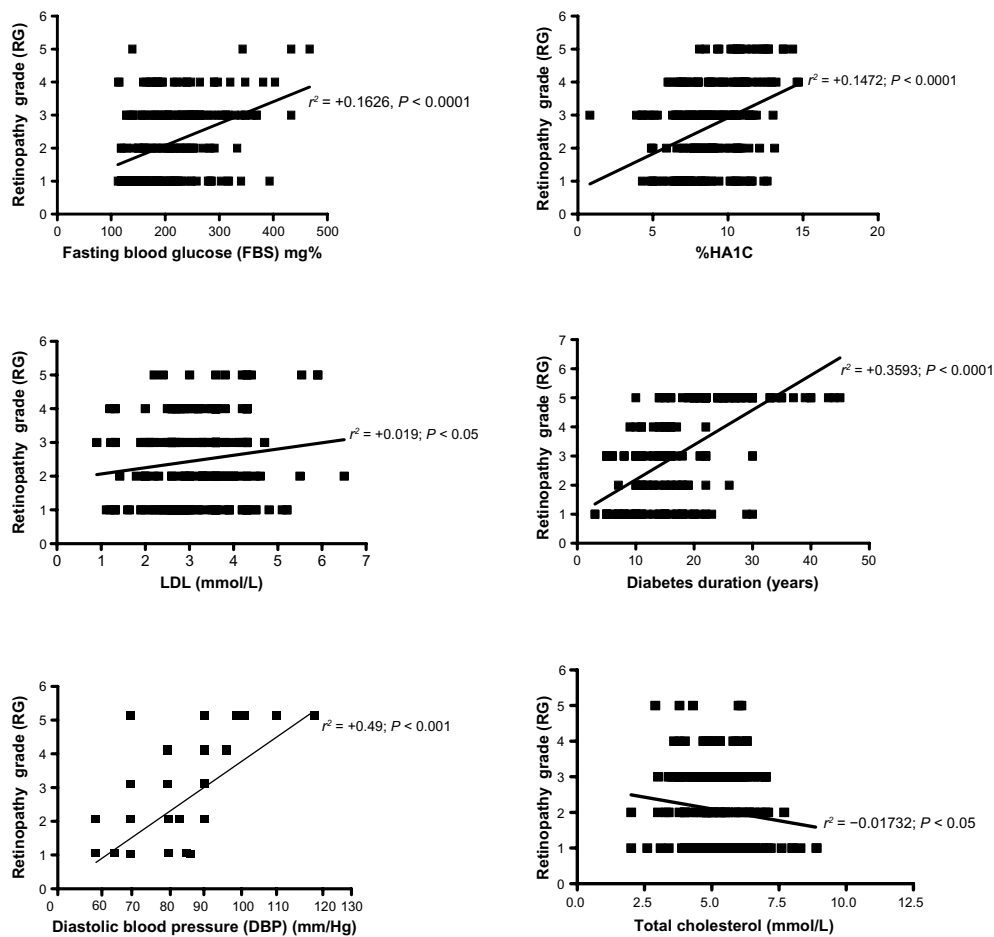 Retinopathy grade (RG)
6
5
4
3
2
1
0
0 100 200 300 400 500
Fasting blood glucose (FBS) mg%
r² = +0.1626, P < 0.0001
Retinopathy grade (RG)
6
5
4
3
2
1
0
0 5 10 15 20
%HA1C
r² = +0.1472; P < 0.0001
Retinopathy grade (RG)
6
5
4
3
2
1
0
0 1 2 3 4 5 6 7
LDL (mmol/L)
r² = +0.019; P < 0.05
Retinopathy grade (RG)
7
6
5
4
3
2
1
0
0 10 20 30 40 50
Diabetes duration (years)
r² = +0.3593; P < 0.0001
Retinopathy grade (RG)
6
5
4
3
2
1
0
0 60 70 80 90 100 110 120 130
Diastolic blood pressure (DBP) (mm/Hg)
r² = +0.49; P < 0.001
Retinopathy grade (RG)
6
5
4
3
2
1
0
0.0 2.5 5.0 7.5 10.0 12.5
Total cholesterol (mmol/L)
r² = −0.01732; P < 0.05